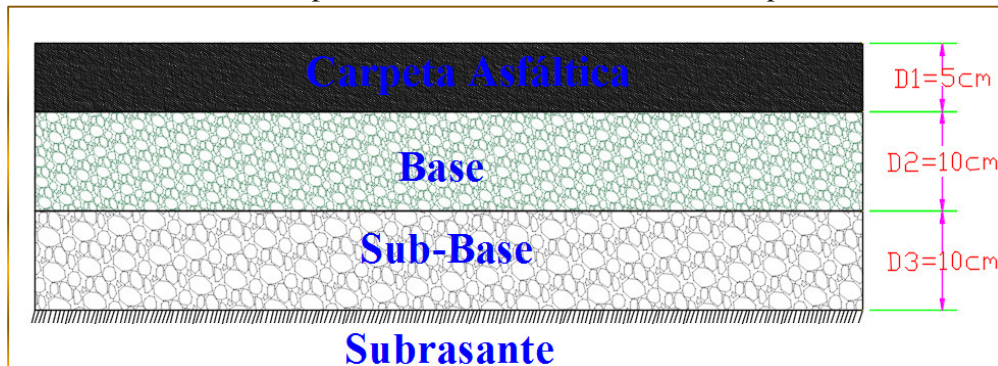 Carpeta Asfáltica
D1=5cm
Base
D2=10cm
Sub-Base
D3=10cm
Subrasante